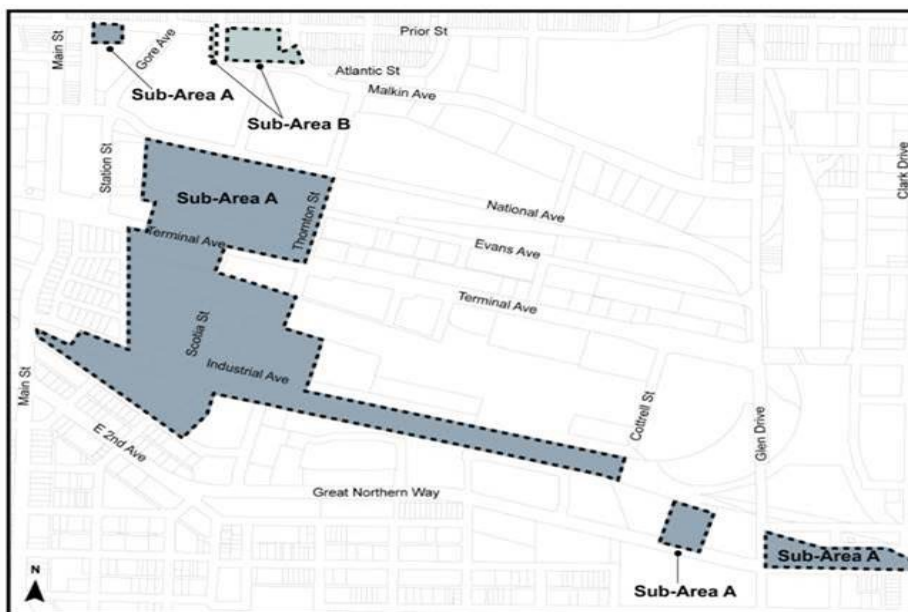 Main St
Gore Ave
Prior St
Atlantic St
Malkin Ave
Sub-Area A
Sub-Area B
Station St
Clark Drive
Sub-Area A
Thornton St
National Ave
Terminal Ave
Evans Ave
Terminal Ave
Scotia St
Industrial Ave
Main St
E 2nd Ave
Cottrell St
Glen Drive
Great Northern Way
Sub-Area A
Sub-Area A
N